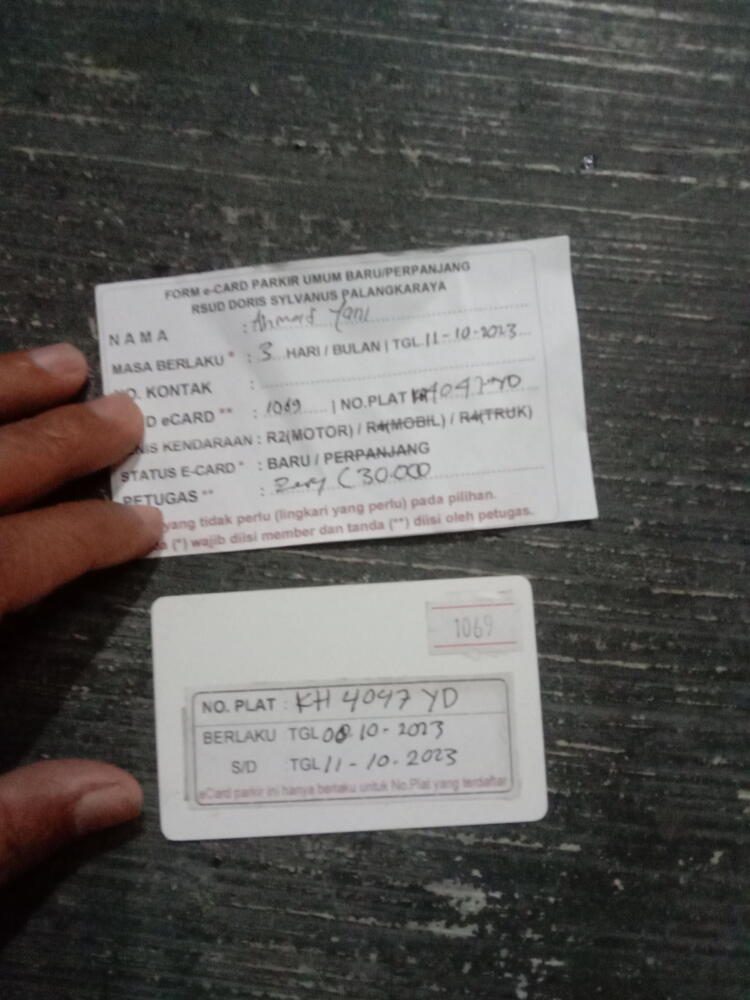 FORM e-CARD PARKIR UMUM BARU/PERPANJANG
RSUD DORIS SYLVANUS PALANGKARAYA
NAMA : Ahmad Yani
MASA BERLAKU * : 3 HARI / BULAN | TGL 11-10-2023
NO. KONTAK :
D eCARD ** : 1069 | NO.PLAT KH 4047 YD
NIS KENDARAAN : R2(MOTOR) / R4(MOBIL) / R4(TRUK)
STATUS E-CARD * : BARU / PERPANJANG
PETUGAS ** : (30.000
yang tidak perlu (lingkari yang perlu) pada pilihan.
a (*) wajib diisi member dan tanda (**) diisi oleh petugas.
1069
NO. PLAT : KH 4047 YD
BERLAKU TGL 08.10-2023
S/D TGL 11-10-2023
eCard parkir ini hanya berlaku untuk No.Plat yang terdaftar